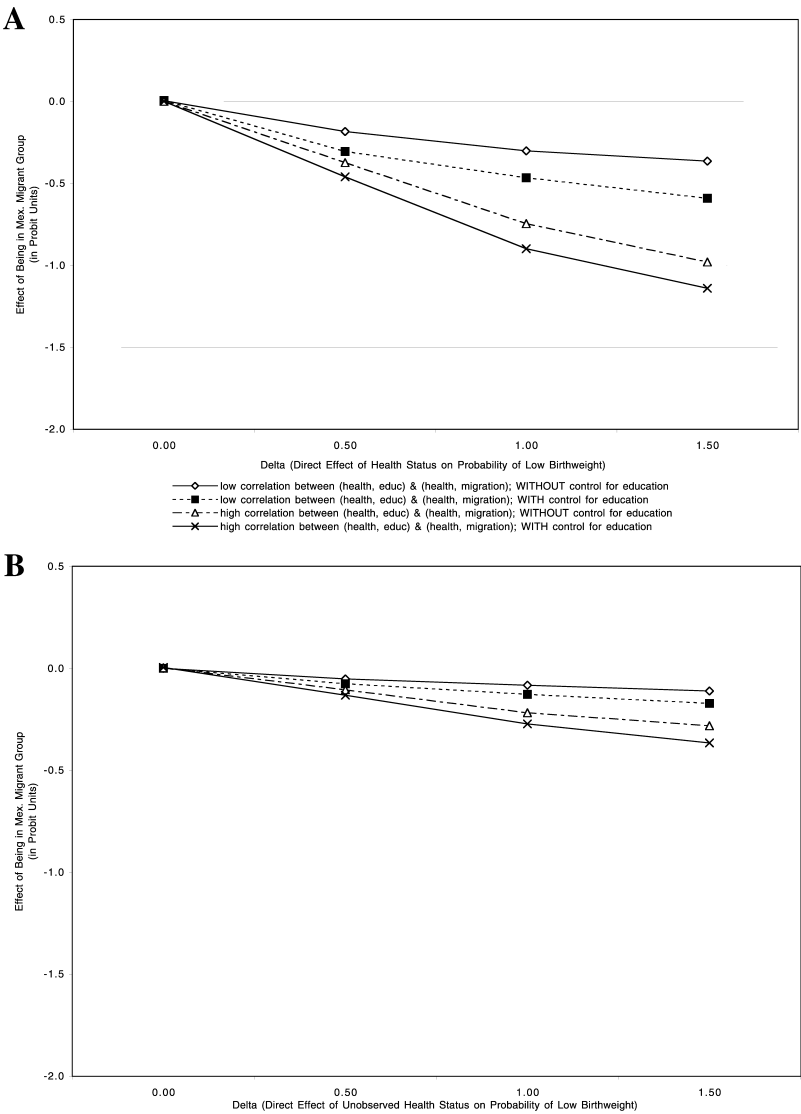 A
0.5
0.0
-0.5
-1.0
-1.5
-2.0
Effect of Being in Mex. Migrant Group
(in Probit Units)
0.00 0.50 1.00 1.50
Delta (Direct Effect of Health Status on Probability of Low Birthweight)
low correlation between (health, educ) & (health, migration); WITHOUT control for education
low correlation between (health, educ) & (health, migration); WITH control for education
high correlation between (health, educ) & (health, migration); WITHOUT control for education
high correlation between (health, educ) & (health, migration); WITH control for education
B
0.5
0.0
-0.5
-1.0
-1.5
-2.0
Effect of Being in Mex. Migrant Group
(in Probit Units)
0.00 0.50 1.00 1.50
Delta (Direct Effect of Unobserved Health Status on Probability of Low Birthweight)